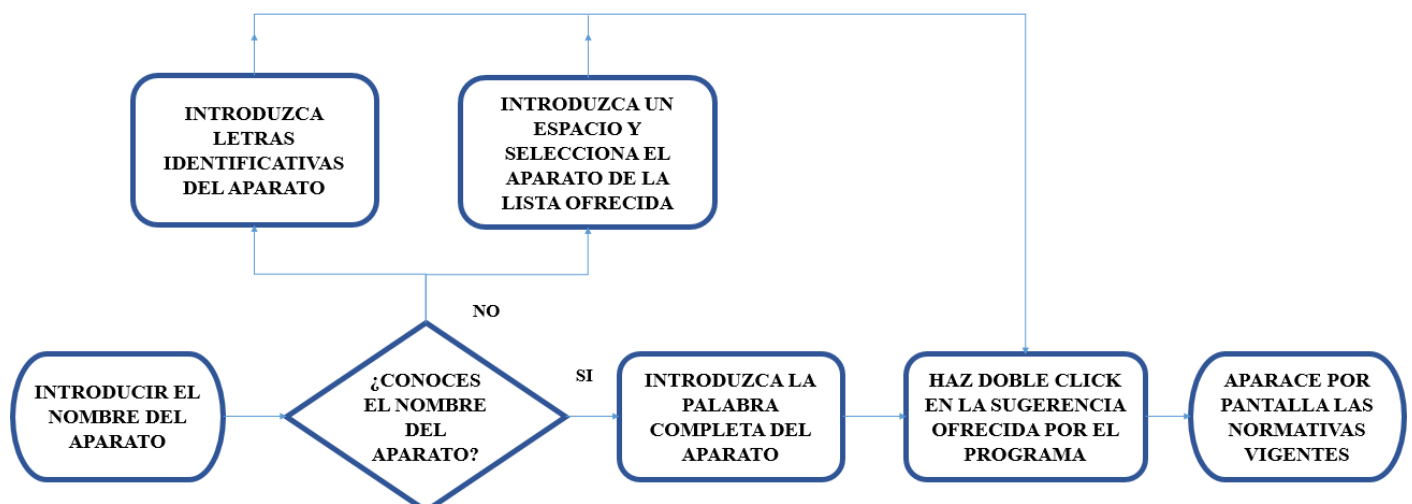 INTRODUZCA
LETRAS
IDENTIFICATIVAS
DEL APARATO
INTRODUZCA UN
ESPACIO Y
SELECCIONA EL
APARATO DE LA
LISTA OFRECIDA
NO
INTRODUCIR EL
NOMBRE DEL
APARATO
¿CONOCES
EL NOMBRE
DEL
APARATO?
SI
INTRODUZCA LA
PALABRA
COMPLETA DEL
APARATO
HAZ DOBLE CLICK
EN LA SUGERENCIA
OFRECIDA POR EL
PROGRAMA
APARACE POR
PANTALLA LAS
NORMATIVAS
VIGENTES